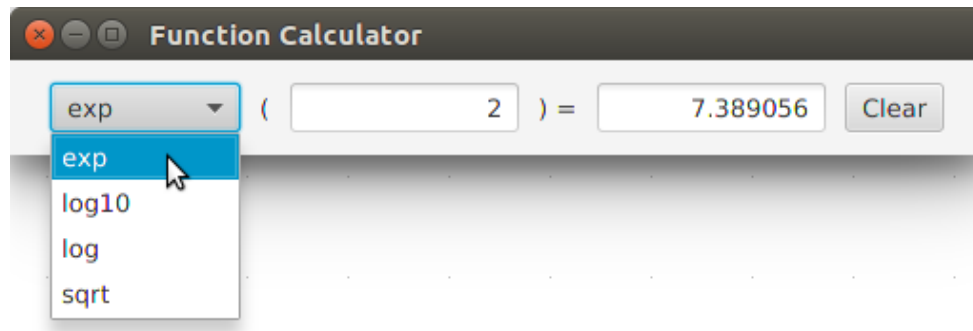 Function Calculator
exp ( 2 ) = 7.389056 Clear
exp
log10
log
sqrt